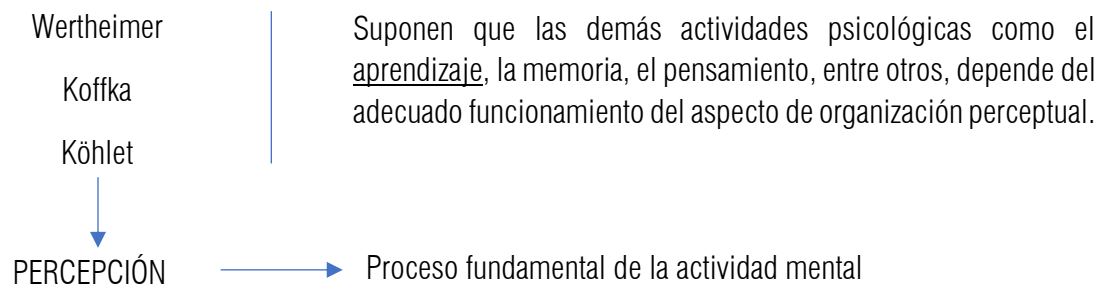 Wertheimer
Koffka
Köhlet
Suponen que las demás actividades psicológicas como el
aprendizaje, la memoria, el pensamiento, entre otros, depende del
adecuado funcionamiento del aspecto de organización perceptual.
PERCEPCIÓN
Proceso fundamental de la actividad mental